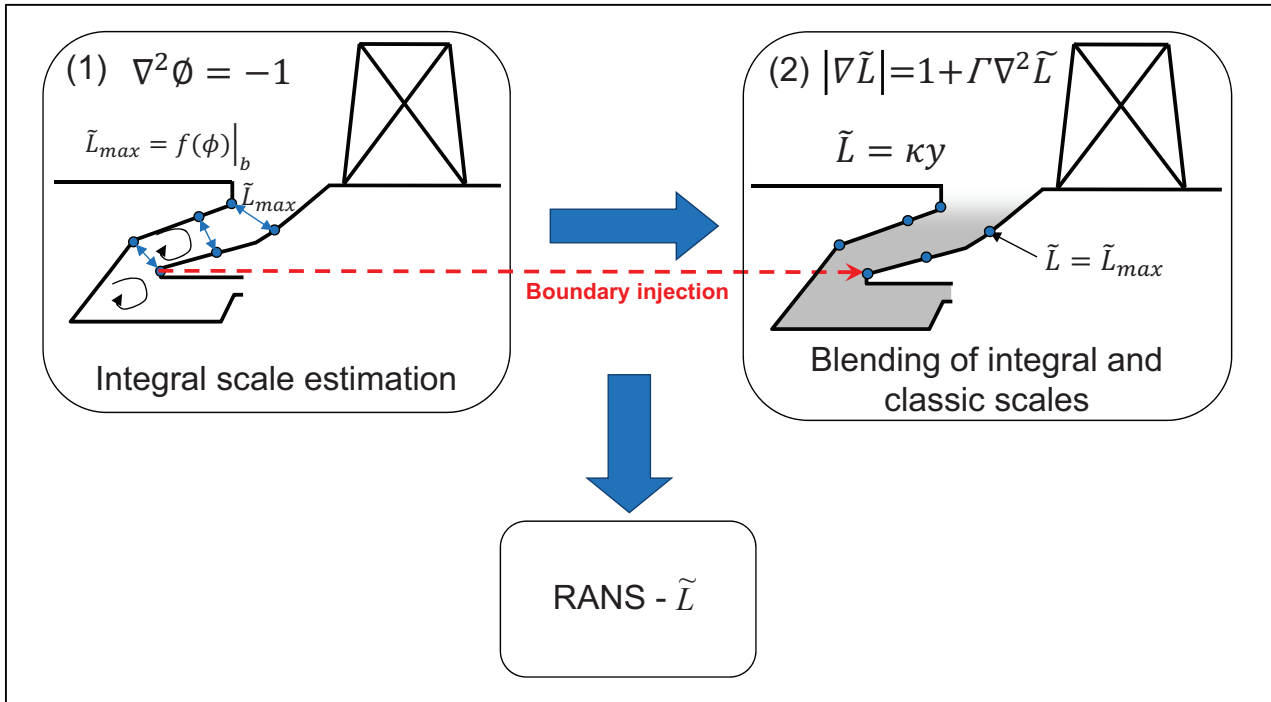 (1) ∇²∅ = −1
L̃max = f(ϕ)|b
L̃max
Integral scale estimation
Boundary injection
(2) |∇L̃|=1+Γ∇²L̃
L̃ = κy
L̃ = L̃max
Blending of integral and
classic scales
RANS - L̃